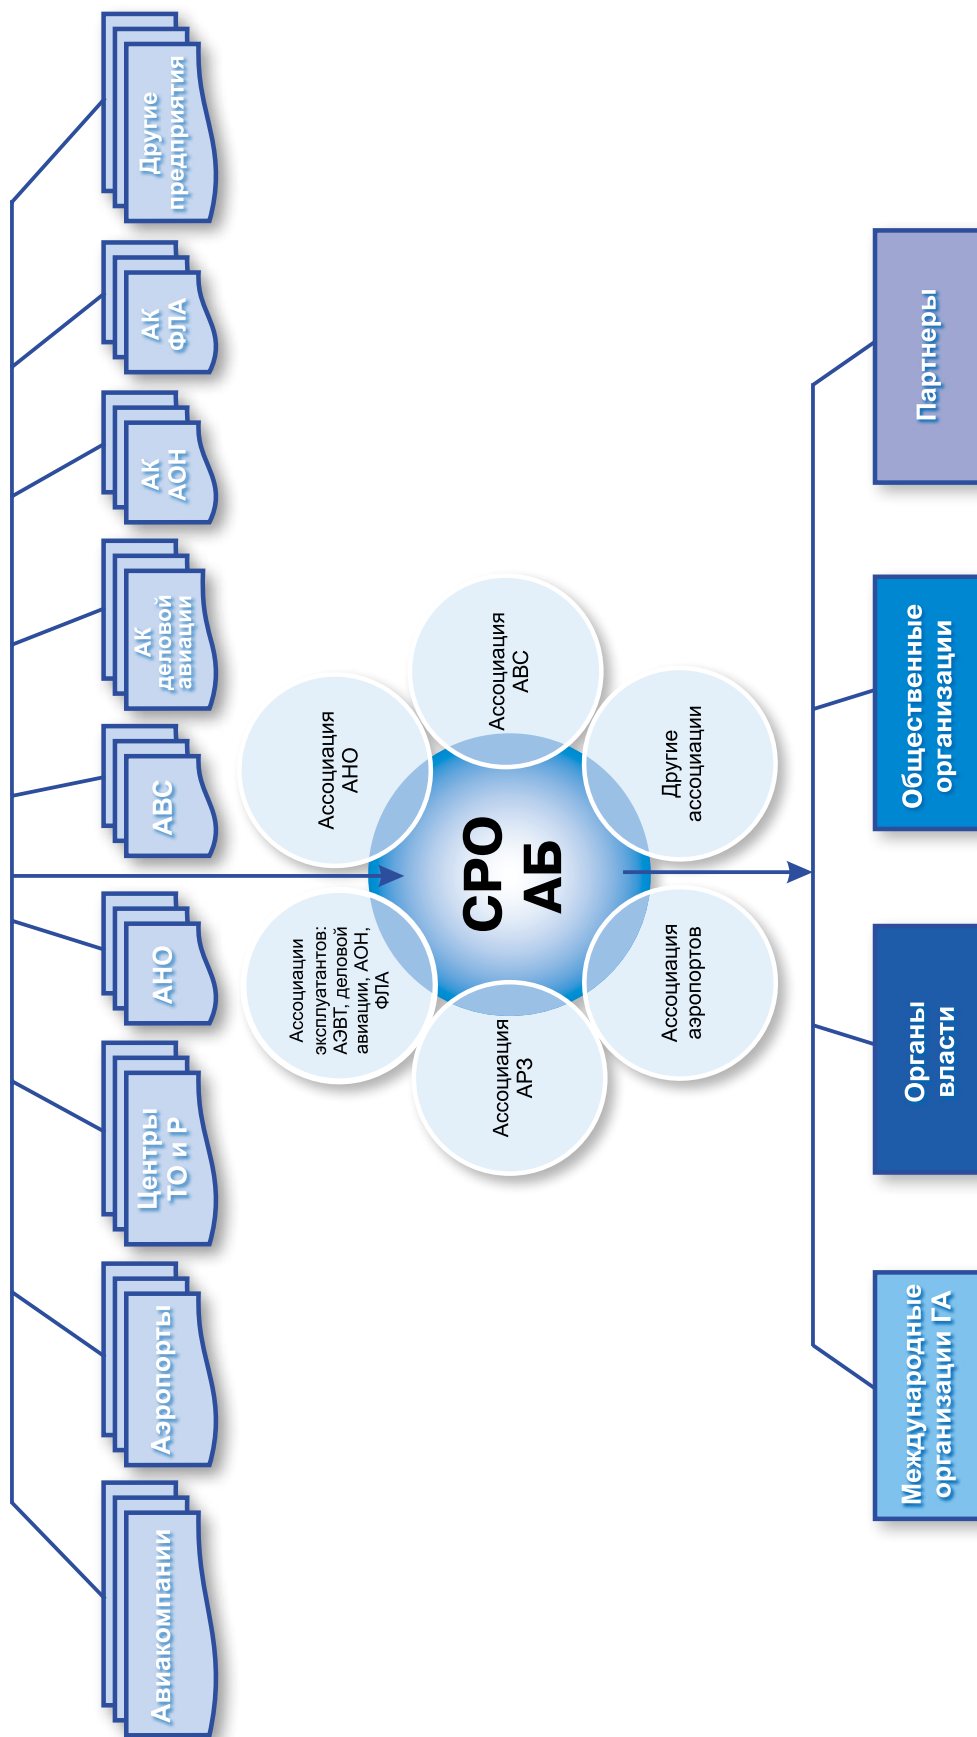 Авиакомпании
Аэропорты
Центры
ТО и Р
АНО
АВС
АК
деловой
авиации
АК
АОН
АК
ФЛА
Другие
предприятия
Ассоциации
эксплуатантов:
АЭВТ, деловой
авиации, АОН,
ФЛА
Ассоциация
АНО
Ассоциация
АРЗ
СРО
АБ
Ассоциация
АВС
Ассоциация
аэропортов
Другие
ассоциации
Международные
организации ГА
Органы
власти
Общественные
организации
Партнеры